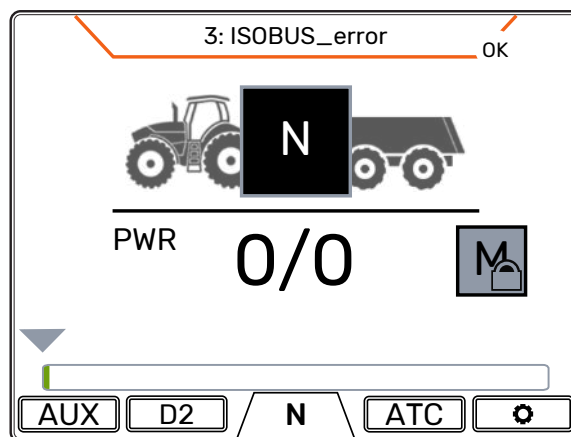 3: ISOBUS_error
OK
N
PWR
0/0
M
AUX
D2
N
ATC